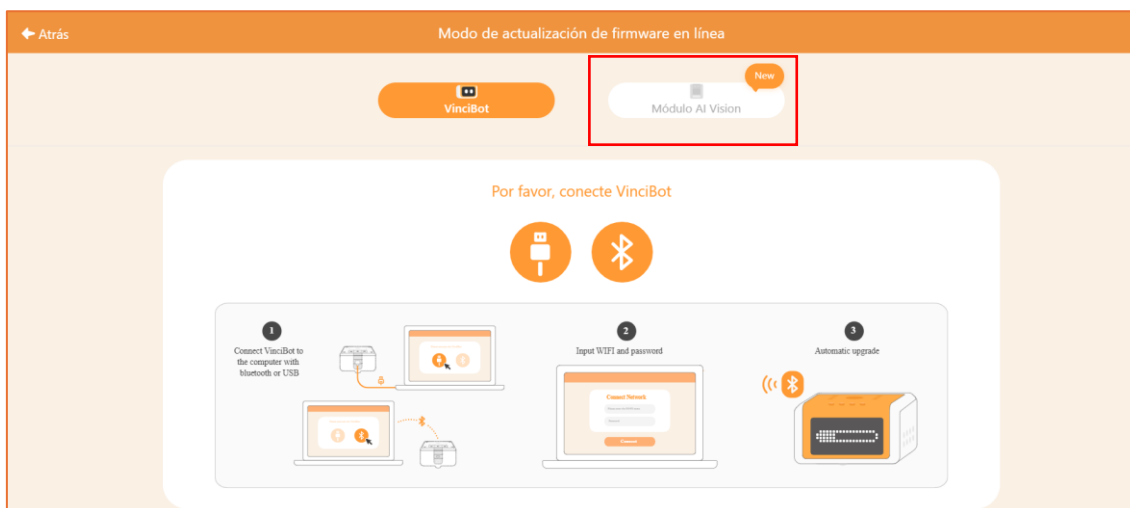 Atrás
Modo de actualización de firmware en línea
New
VinciBot
Módulo AI Vision
Por favor, conecte VinciBot
1
Connect VinciBot to
the computer with
bluetooth or USB
2
Input WIFI and password
Connect Network
3
Automatic upgrade